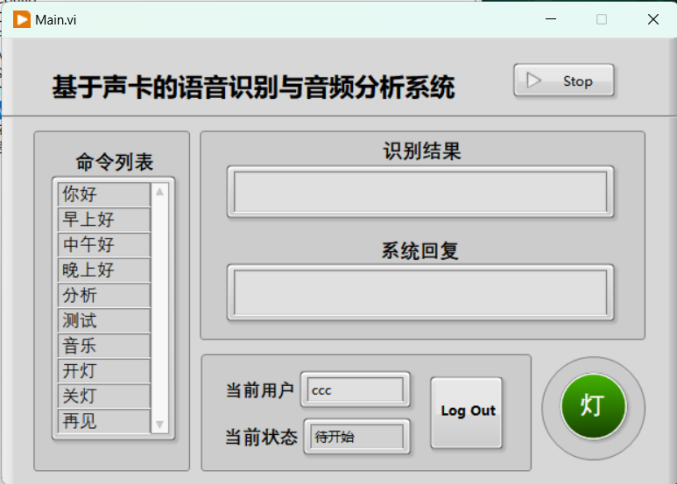 Main.vi
基于声卡的语音识别与音频分析系统
Stop
命令列表
你好
早上好
中午好
晚上好
分析
测试
音乐
开灯
关灯
再见
识别结果
系统回复
当前用户
ccc
当前状态
待开始
Log Out
灯